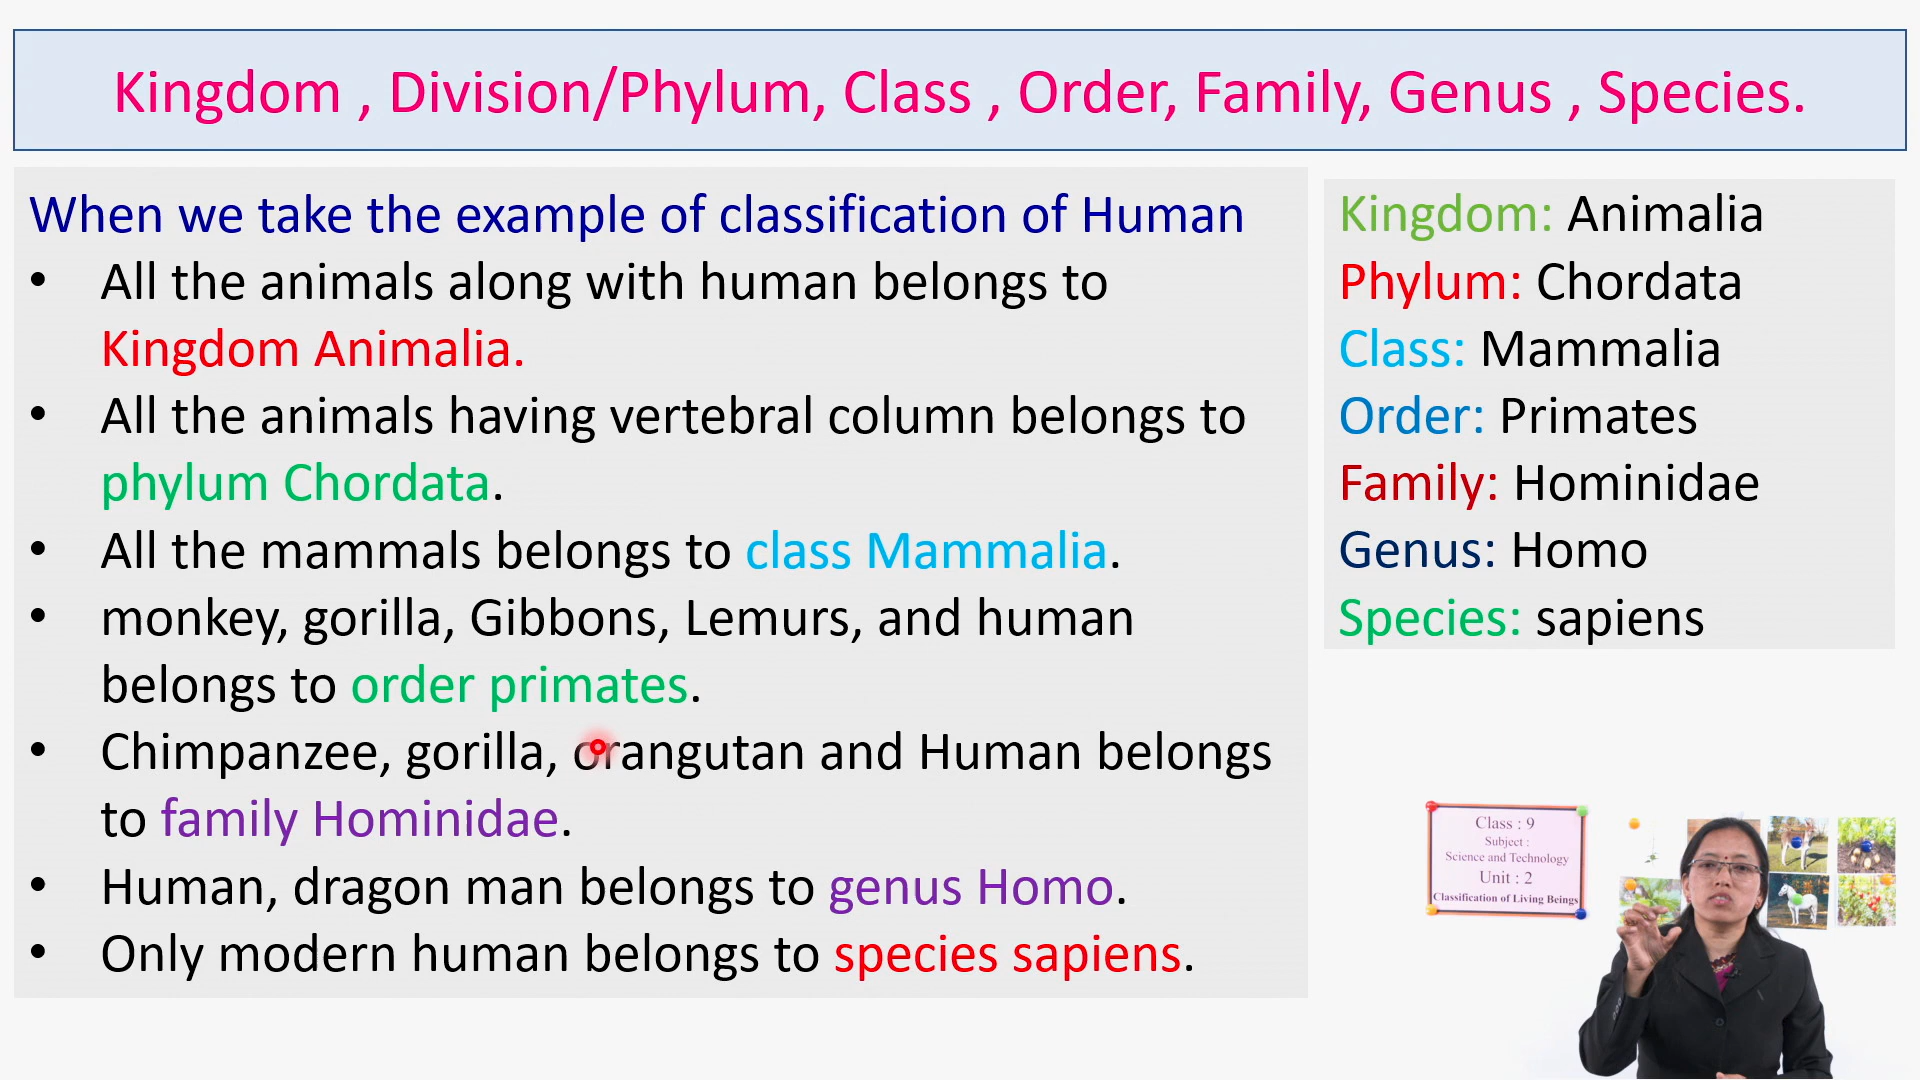 Kingdom , Division/Phylum, Class , Order, Family, Genus , Species.
When we take the example of classification of Human
• All the animals along with human belongs to
Kingdom Animalia.
• All the animals having vertebral column belongs to
phylum Chordata.
• All the mammals belongs to class Mammalia.
• monkey, gorilla, Gibbons, Lemurs, and human
belongs to order primates.
• Chimpanzee, gorilla, orangutan and Human belongs
to family Hominidae.
• Human, dragon man belongs to genus Homo.
• Only modern human belongs to species sapiens.
Kingdom: Animalia
Phylum: Chordata
Class: Mammalia
Order: Primates
Family: Hominidae
Genus: Homo
Species: sapiens
Class : 9
Subject :
Science and Technology
Unit : 2
Classification of Living Beings